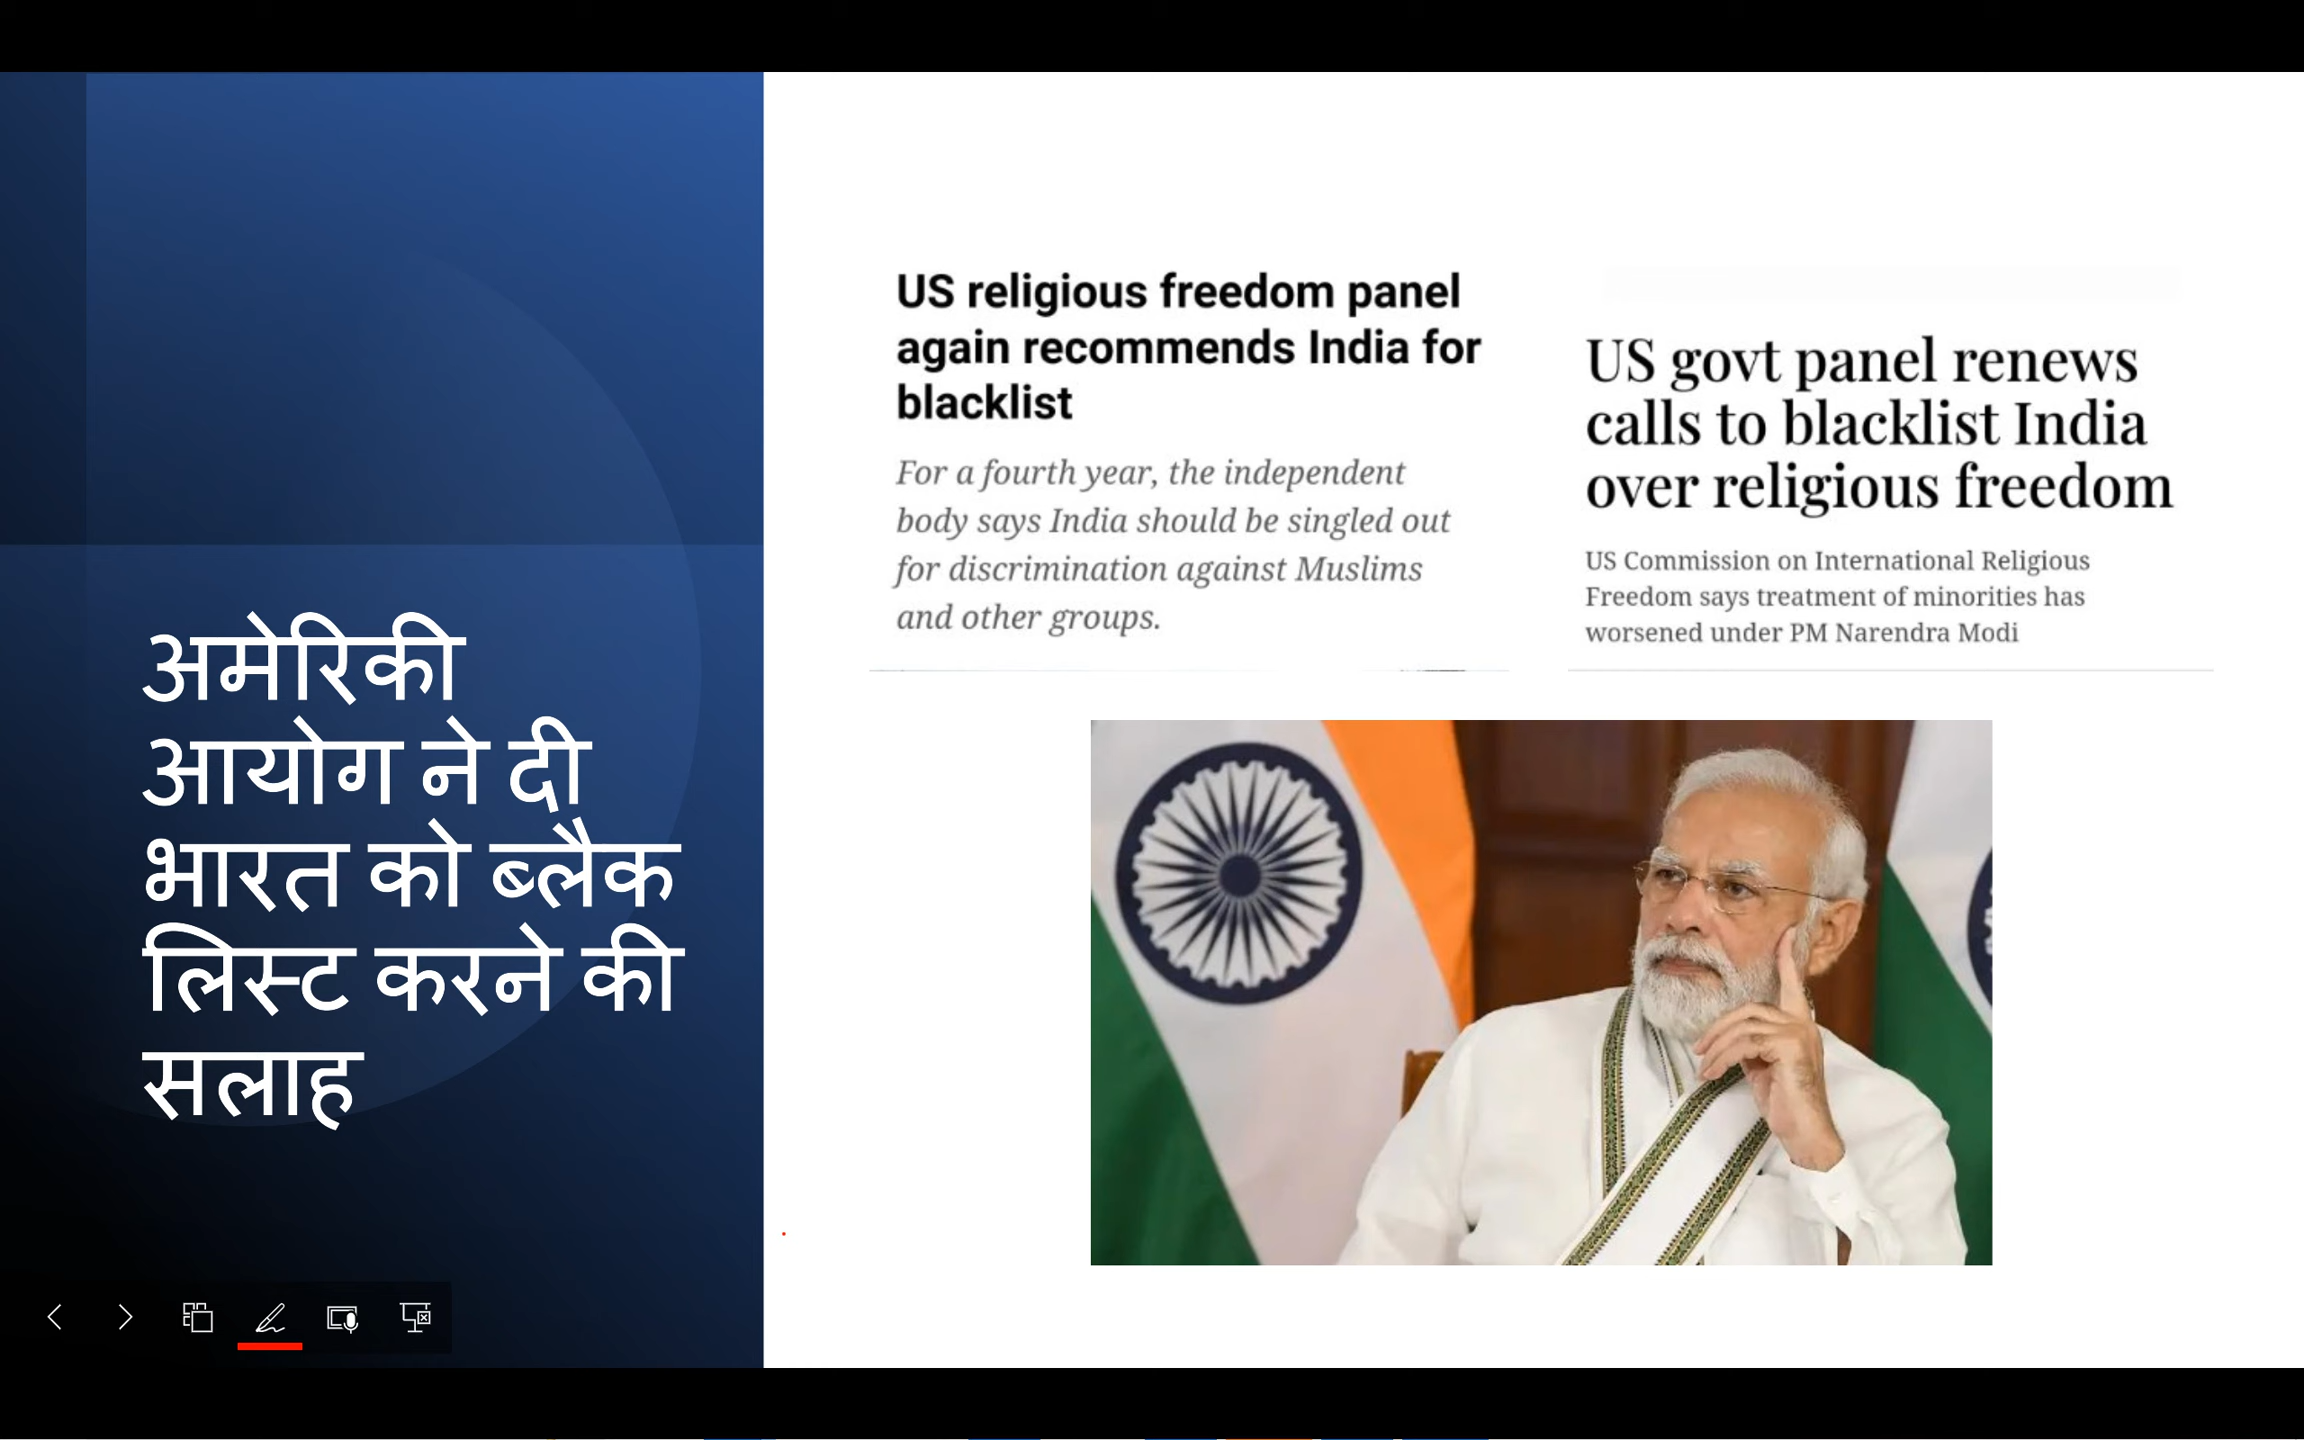 अमेरिकी
आयोग ने दी
भारत को ब्लैक
लिस्ट करने की
सलाह
US religious freedom panel
again recommends India for
blacklist
For a fourth year, the independent
body says India should be singled out
for discrimination against Muslims
and other groups.
US govt panel renews
calls to blacklist India
over religious freedom
US Commission on International Religious
Freedom says treatment of minorities has
worsened under PM Narendra Modi